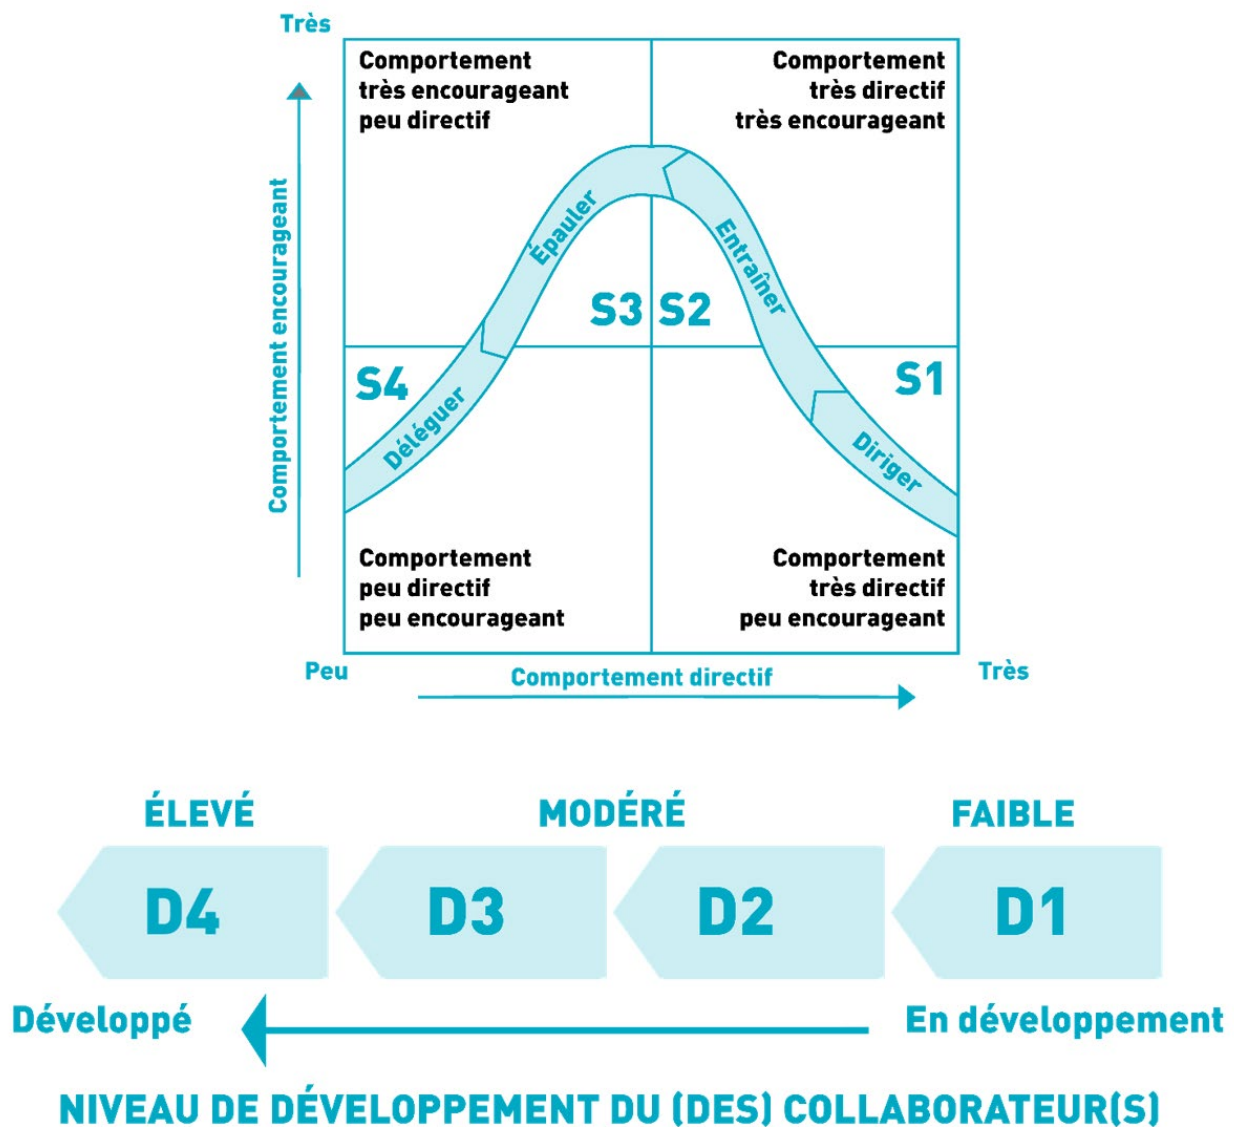 Très
Comportement
très encourageant
peu directif
Comportement
très directif
très encourageant
Comportement encourageant
Épauler
Entraîner
S3
S2
S4
S1
Déléguer
Diriger
Comportement
peu directif
peu encourageant
Comportement
très directif
peu encourageant
Peu
Comportement directif
Très
ÉLEVÉ
MODÉRÉ
FAIBLE
D4
D3
D2
D1
Développé
En développement
NIVEAU DE DÉVELOPPEMENT DU (DES) COLLABORATEUR(S)